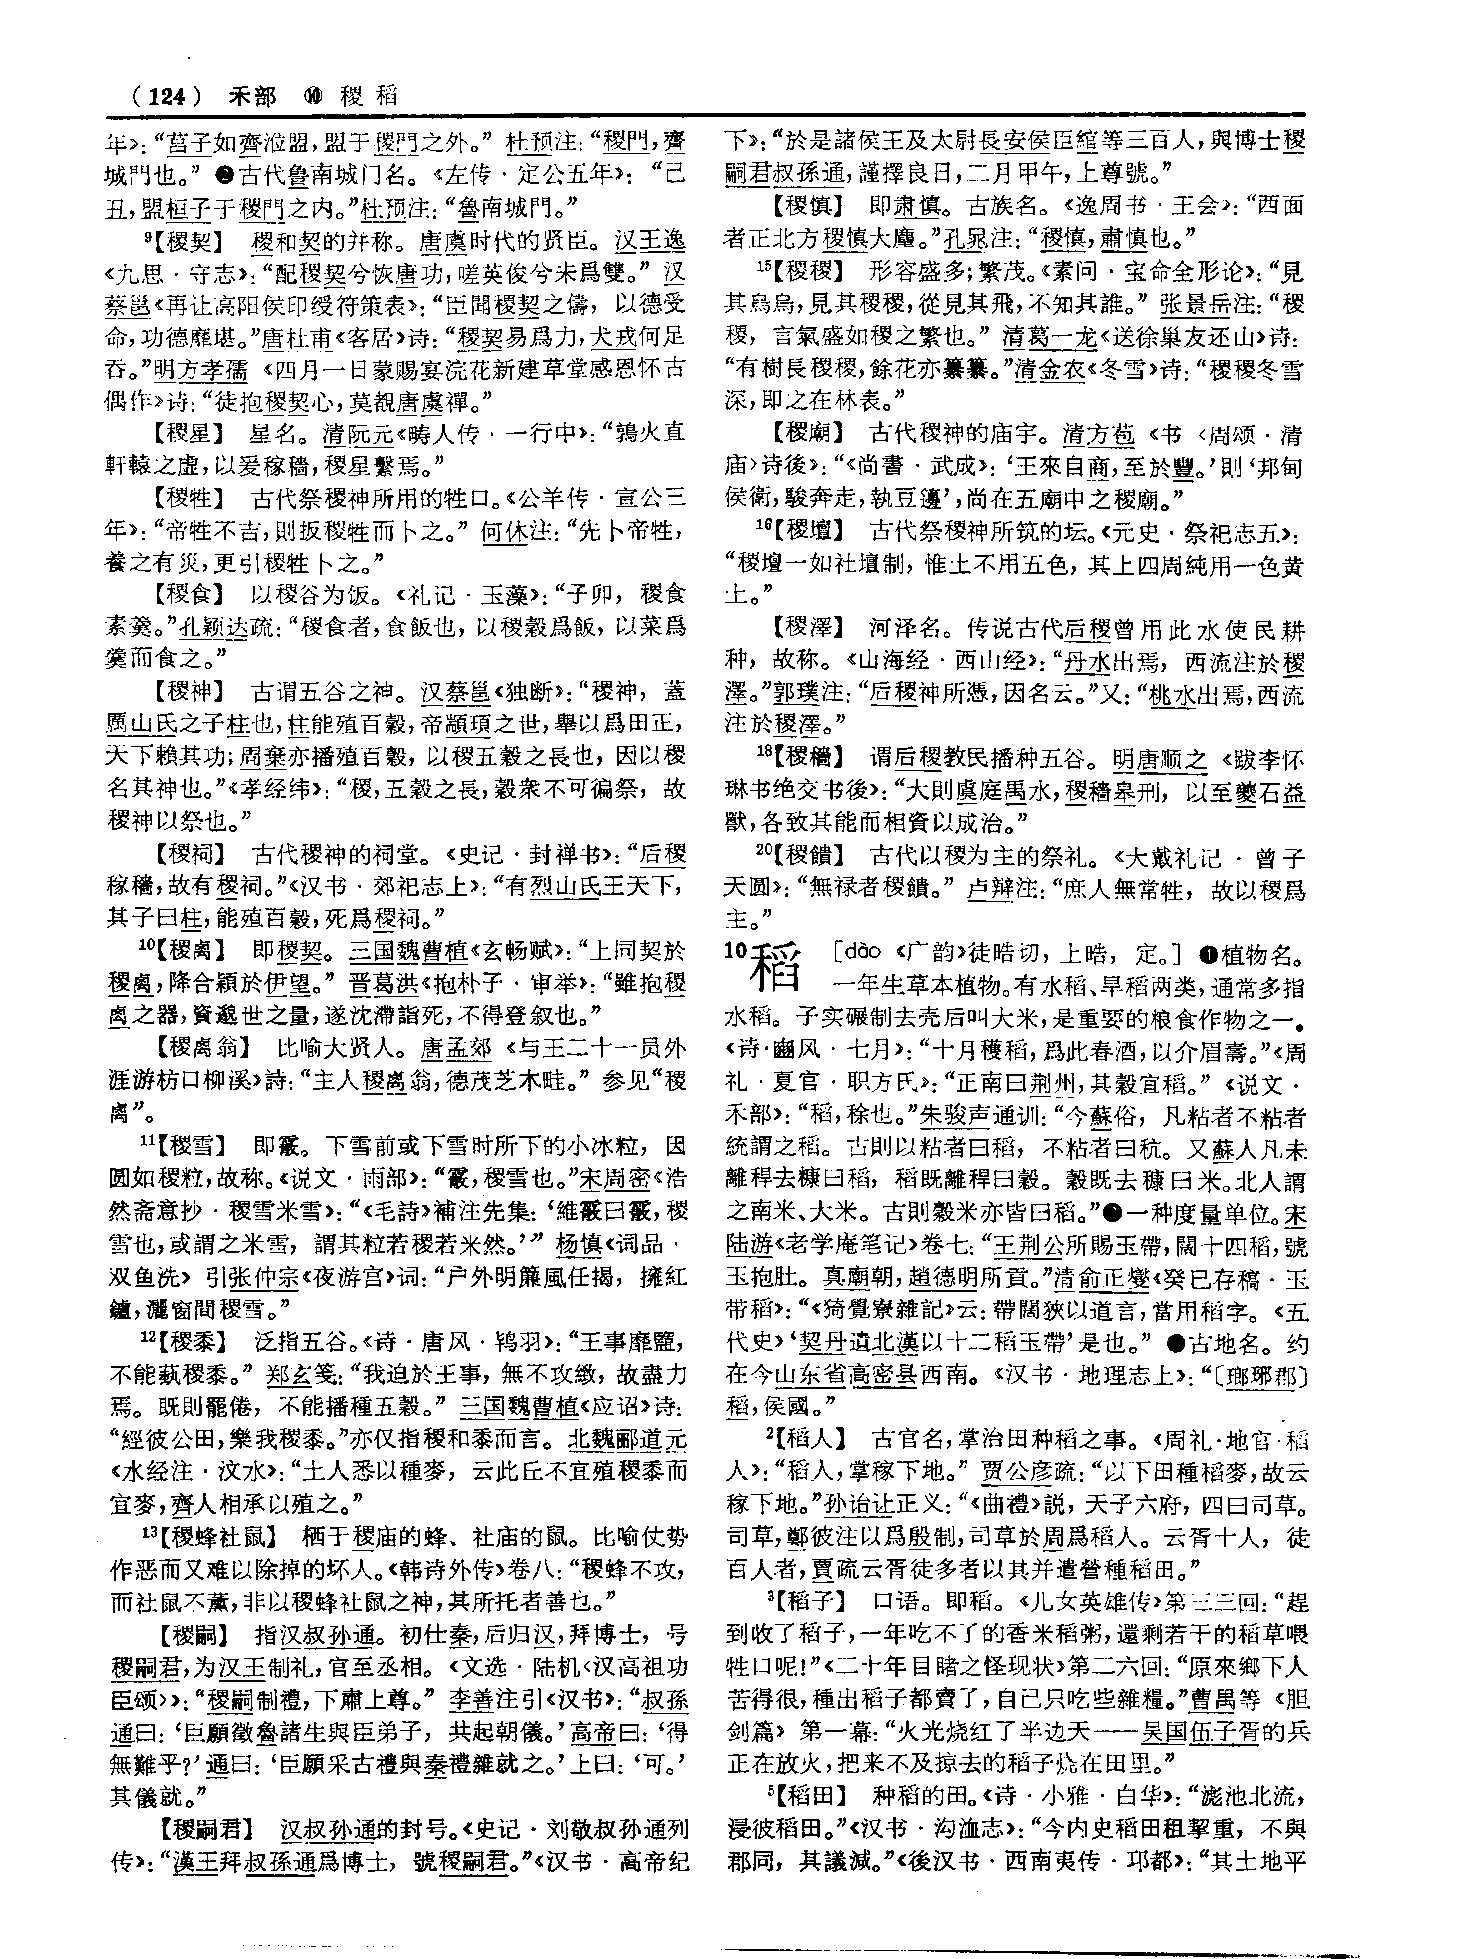 （124） 禾部 ⑩ 稷 稻
年》：“莒子如齊涖盟，盟于稷門之外。”杜预注：“稷門，齊
城門也。”❷古代鲁南城门名。《左传·定公五年》：“己
丑，盟桓子于稷門之内。”杜预注：“魯南城門。”
⁹【稷契】 稷和契的并称。唐虞时代的贤臣。汉王逸
《九思·守志》：“配稷契兮恢唐功，嗟英俊兮未爲雙。”汉
蔡邕《再让高阳侯印绶符策表》：“臣聞稷契之儔，以德受
命，功德靡堪。”唐杜甫《客居》诗：“稷契易爲力，犬戎何足
吞。”明方孝孺《四月一日蒙赐宴浣花新建草堂感恩怀古
偶作》诗：“徒抱稷契心，莫覩唐虞禪。”
【稷星】 星名。清阮元《畴人传·一行中》：“鶉火直
軒轅之虚，以爰稼穡，稷星繫焉。”
【稷牲】 古代祭稷神所用的牲口。《公羊传·宣公三
年》：“帝牲不吉，則扳稷牲而卜之。”何休注：“先卜帝牲，
養之有災，更引稷牲卜之。”
【稷食】 以稷谷为饭。《礼记·玉藻》：“子卯，稷食
素羹。”孔颖达疏：“稷食者，食飯也，以稷穀爲飯，以菜爲
羹而食之。”
【稷神】 古谓五谷之神。汉蔡邕《独断》：“稷神，蓋
厲山氏之子柱也，柱能殖百穀，帝顓頊之世，舉以爲田正，
天下賴其功；周棄亦播殖百穀，以稷五穀之長也，因以稷
名其神也。”《孝经纬》：“稷，五穀之長，穀衆不可徧祭，故
稷神以祭也。”
【稷祠】 古代稷神的祠堂。《史记·封禅书》：“后稷
稼穡，故有稷祠。”《汉书·郊祀志上》：“有烈山氏王天下，
其子曰柱，能殖百穀，死爲稷祠。”
¹⁰【稷离】 即稷契。三国魏曹植《玄畅赋》：“上同契於
稷离，降合穎於伊望。”晋葛洪《抱朴子·审举》：“雖抱稷
离之器，資邈世之量，遂沈滯詣死，不得登叙也。”
【稷离翁】 比喻大贤人。唐孟郊《与王二十一员外
涯游枋口柳溪》詩：“主人稷离翁，德茂芝术畦。”参见“稷
离”。
¹¹【稷雪】 即霰。下雪前或下雪时所下的小冰粒，因
圆如稷粒，故称。《说文·雨部》：“霰，稷雪也。”宋周密《浩
然斋意抄·稷雪米雪》：“《毛詩》補注先集：‘維霰曰霰，稷
雪也，或謂之米雪，謂其粒若稷若米然。’”杨慎《词品·
双鱼洗》引张仲宗《夜游宫》词：“户外明簾風任揭，擁紅
鑪，灑窗間稷雪。”
¹²【稷黍】 泛指五谷。《诗·唐风·鸨羽》：“王事靡盬，
不能蓺稷黍。”郑玄笺：“我迫於王事，無不攻緻，故盡力
焉。既則罷倦，不能播種五穀。”三国魏曹植《应诏》诗：
“經彼公田，樂我稷黍。”亦仅指稷和黍而言。北魏郦道元
《水经注·汶水》：“土人悉以種麥，云此丘不宜殖稷黍而
宜麥，齊人相承以殖之。”
¹³【稷蜂社鼠】 栖于稷庙的蜂、社庙的鼠。比喻仗势
作恶而又难以除掉的坏人。《韩诗外传》卷八：“稷蜂不攻，
而社鼠不薰，非以稷蜂社鼠之神，其所托者善也。”
【稷嗣】 指汉叔孙通。初仕秦，后归汉，拜博士，号
稷嗣君，为汉王制礼，官至丞相。《文选·陆机〈汉高祖功
臣颂〉》：“稷嗣制禮，下肅上尊。”李善注引《汉书》：“叔孫
通曰：‘臣願徵魯諸生與臣弟子，共起朝儀。’高帝曰：‘得
無難乎？’通曰：‘臣願采古禮與秦禮雜就之。’上曰：‘可。’
其儀就。”
【稷嗣君】 汉叔孙通的封号。《史记·刘敬叔孙通列
传》：“漢王拜叔孫通爲博士，號稷嗣君。”《汉书·高帝纪
下》：“於是諸侯王及太尉長安侯臣綰等三百人，與博士稷
嗣君叔孫通，謹擇良日，二月甲午，上尊號。”
【稷慎】 即肃慎。古族名。《逸周书·王会》：“西面
者正北方稷慎大麈。”孔晁注：“稷慎，肅慎也。”
¹⁵【稷稷】 形容盛多；繁茂。《素问·宝命全形论》：“見
其烏烏，見其稷稷，從見其飛，不知其誰。”张景岳注：“稷
稷，言氣盛如稷之繁也。”清葛一龙《送徐巢友还山》诗：
“有樹長稷稷，餘花亦纂纂。”清金农《冬雪》诗：“稷稷冬雪
深，即之在林表。”
【稷廟】 古代稷神的庙宇。清方苞《书〈周颂·清
庙〉诗後》：“《尚書·武成》：‘王來自商，至於豐。’則‘邦甸
侯衛，駿奔走，執豆籩’，尚在五廟中之稷廟。”
¹⁶【稷壇】 古代祭稷神所筑的坛。《元史·祭祀志五》：
“稷壇一如社壇制，惟土不用五色，其上四周純用一色黄
土。”
【稷澤】 河泽名。传说古代后稷曾用此水使民耕
种，故称。《山海经·西山经》：“丹水出焉，西流注於稷
澤。”郭璞注：“后稷神所憑，因名云。”又：“桃水出焉，西流
注於稷澤。”
¹⁸【稷穡】 谓后稷教民播种五谷。明唐顺之《跋李怀
琳书绝交书後》：“大則虞庭禹水，稷穡皋刑，以至夔石益
獸，各致其能而相資以成治。”
²⁰【稷饋】 古代以稷为主的祭礼。《大戴礼记·曾子
天圆》：“無禄者稷饋。”卢辩注：“庶人無常牲，故以稷爲
主。”
¹⁰稻 ［dào 《广韵》徒晧切，上晧，定。］❶植物名。
一年生草本植物。有水稻、旱稻两类，通常多指
水稻。子实碾制去壳后叫大米，是重要的粮食作物之一。
《诗·豳风·七月》：“十月穫稻，爲此春酒，以介眉壽。”《周
礼·夏官·职方氏》：“正南曰荆州，其穀宜稻。”《说文·
禾部》：“稻，稌也。”朱骏声通训：“今蘇俗，凡粘者不粘者
統謂之稻。古則以粘者曰稻，不粘者曰秔。又蘇人凡未
離稈去糠曰稻，稻既離稈曰穀。穀既去糠曰米。北人謂
之南米、大米。古則穀米亦皆曰稻。”❷一种度量单位。宋
陆游《老学庵笔记》卷七：“王荆公所賜玉帶，闊十四稻，號
玉抱肚。真廟朝，趙德明所貢。”清俞正燮《癸巳存稿·玉
带稻》：“《猗覺寮雜記》云：帶闊狹以道言，當用稻字。《五
代史》‘契丹遺北漢以十二稻玉帶’是也。”❸古地名。约
在今山东省高密县西南。《汉书·地理志上》：“〔瑯琊郡〕
稻，侯國。”
²【稻人】 古官名，掌治田种稻之事。《周礼·地官·稻
人》：“稻人，掌稼下地。”贾公彦疏：“以下田種稻麥，故云
稼下地。”孙诒让正义：“《曲禮》説，天子六府，四曰司草。
司草，鄭彼注以爲殷制，司草於周爲稻人。云胥十人，徒
百人者，賈疏云胥徒多者以其并遣營種稻田。”
³【稻子】 口语。即稻。《儿女英雄传》第三三回：“趕
到收了稻子，一年吃不了的香米稻粥，還剩若干的稻草喂
牲口呢！”《二十年目睹之怪现状》第二六回：“原來鄉下人
苦得很，種出稻子都賣了，自己只吃些雜糧。”曹禺等《胆
剑篇》第一幕：“火光烧红了半边天——吴国伍子胥的兵
正在放火，把来不及掠去的稻子烧在田里。”
⁵【稻田】 种稻的田。《诗·小雅·白华》：“滮池北流，
浸彼稻田。”《汉书·沟洫志》：“今内史稻田租挈重，不與
郡同，其議減。”《後汉书·西南夷传·邛都》：“其土地平